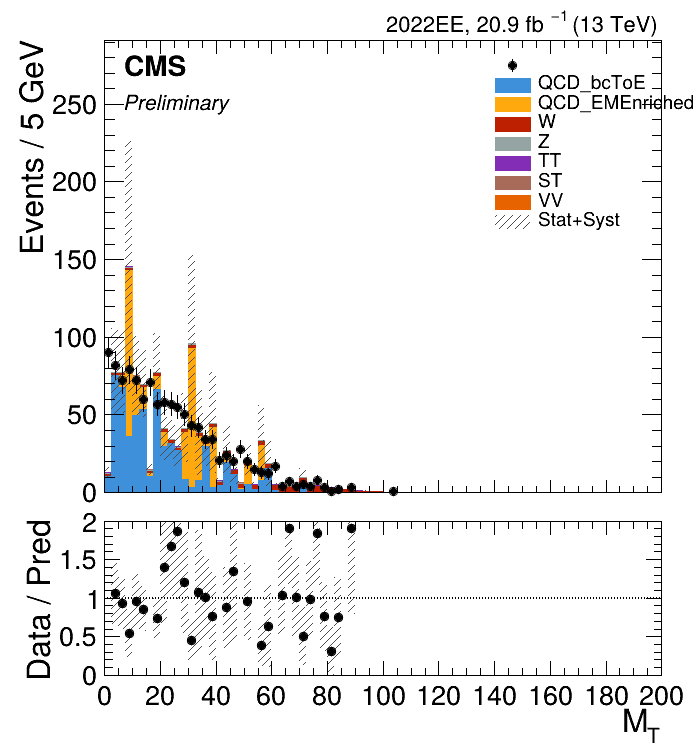 2022EE, 20.9 fb⁻¹ (13 TeV)
CMS
Preliminary
QCD_bcToE
QCD_EMEnriched
W
Z
TT
ST
VV
Stat+Syst
Events / 5 GeV
250
200
150
100
50
0
Data / Pred
2
1.5
1
0.5
0
0 20 40 60 80 100 120 140 160 180 200
M_T